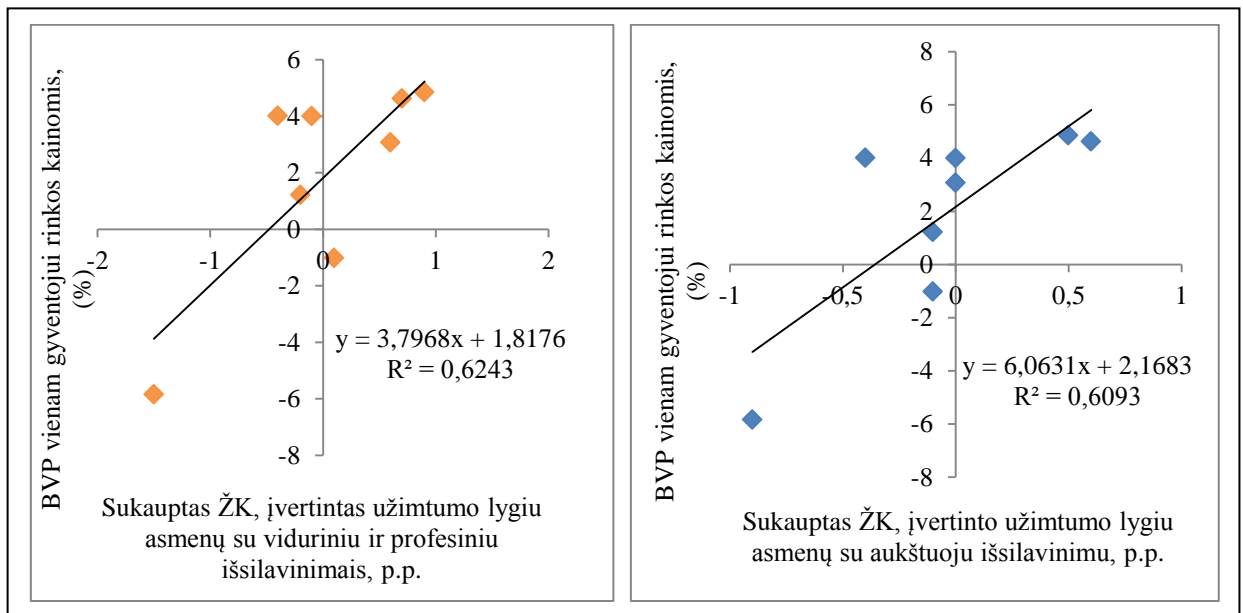 BVP vienam gyventojui rinkos kainomis,
(%)
6
4
2
0
-2
-4
-6
-8
-2
-1
0
1
2
y = 3,7968x + 1,8176
R² = 0,6243
Sukauptas ŽK, įvertintas užimtumo lygiu
asmenų su viduriniu ir profesiniu
išsilavinimais, p.p.
BVP vienam gyventojui rinkos kainomis,
(%)
8
6
4
2
0
-2
-4
-6
-8
-1
-0,5
0
0,5
1
y = 6,0631x + 2,1683
R² = 0,6093
Sukauptas ŽK, įvertinto užimtumo lygiu
asmenų su aukštuoju išsilavinimu, p.p.